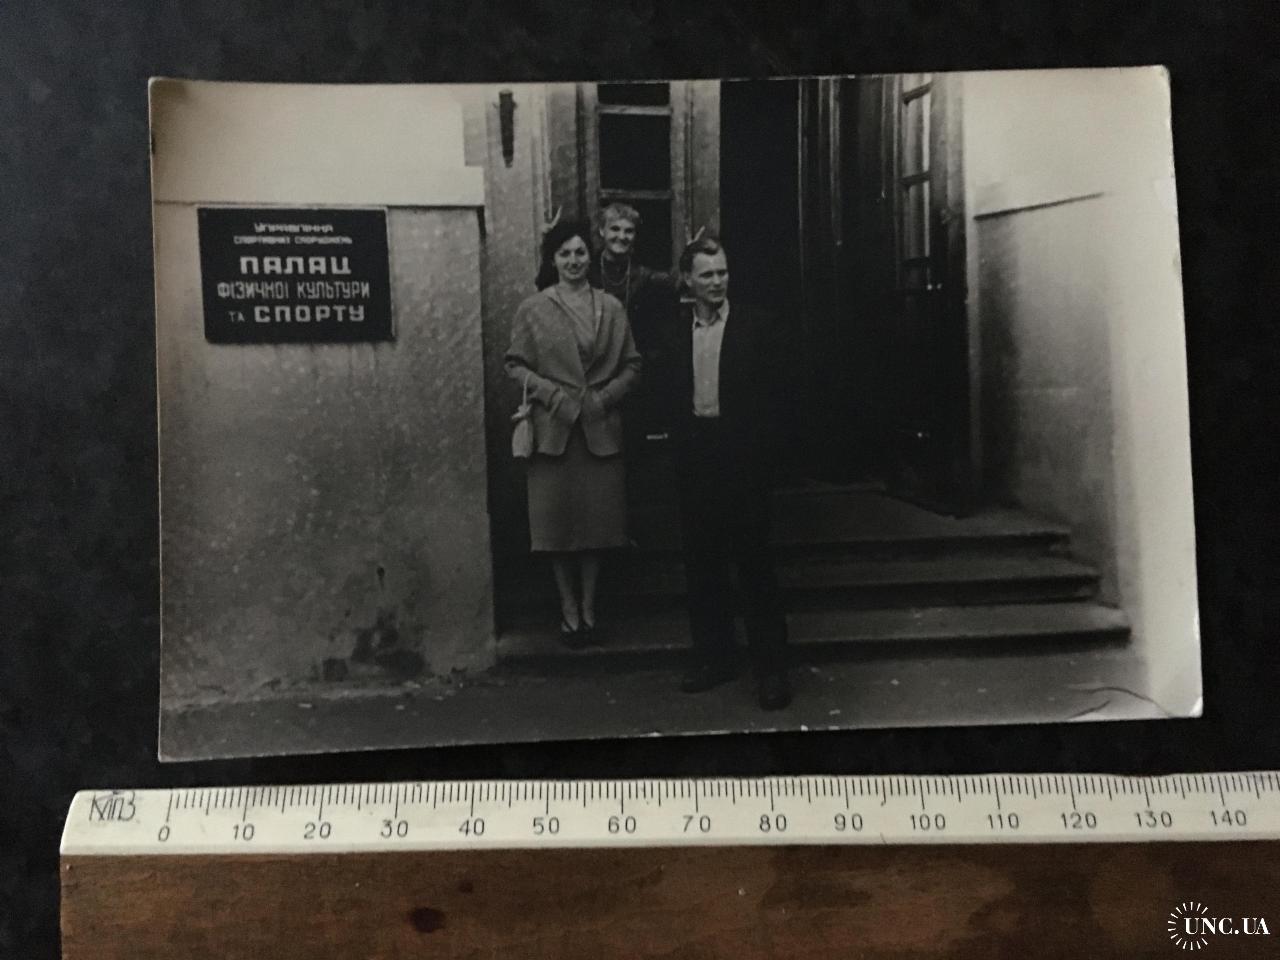 УПРАВЛІННЯ
СПОРТИВНИХ СПОРУДЖЕНЬ
ПАЛАЦ
ФІЗИЧНОЇ КУЛЬТУРИ
ТА СПОРТУ
МПЗ
0 10 20 30 40 50 60 70 80 90 100 110 120 130 140
UNC.UA